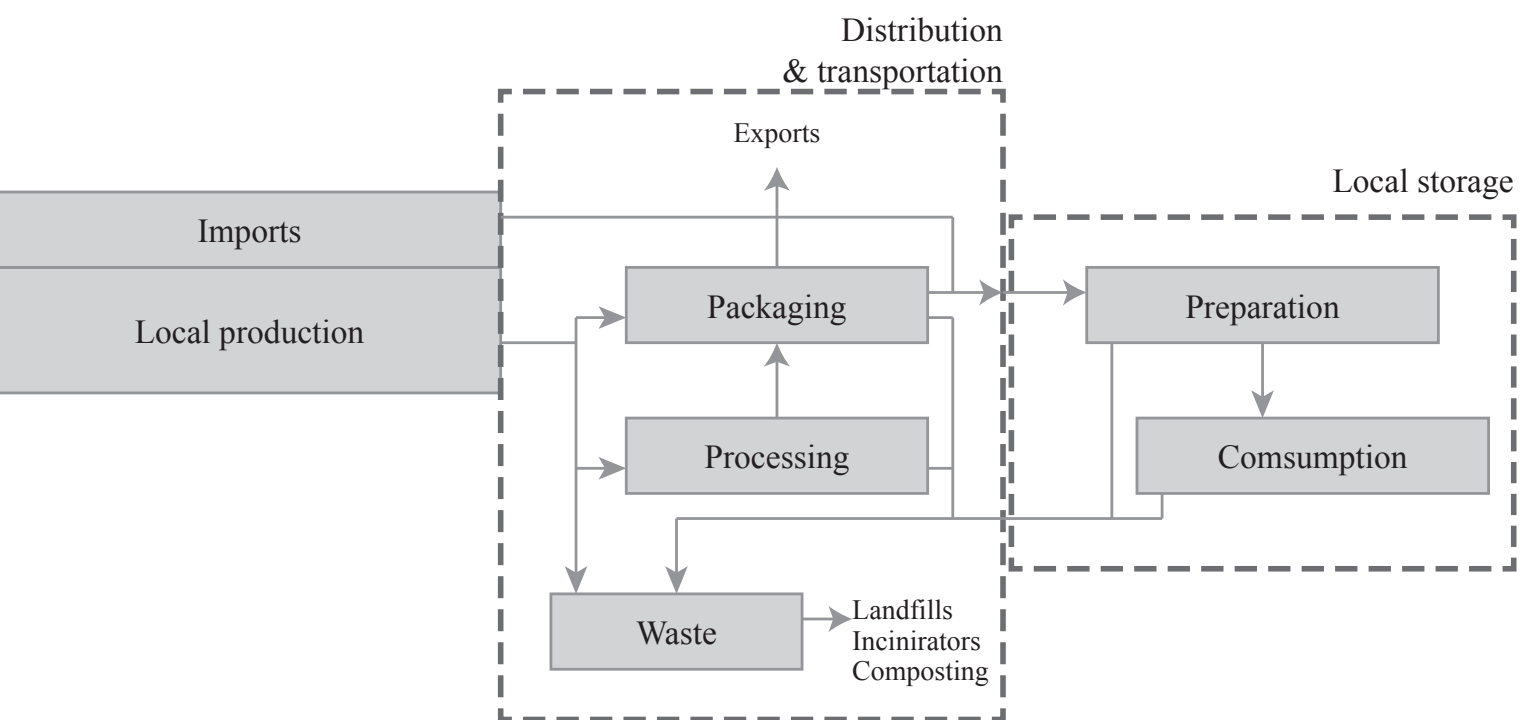 Distribution
& transportation
Exports
Local storage
Imports
Packaging
Preparation
Local production
Processing
Comsumption
Waste
Landfills
Incinirators
Composting